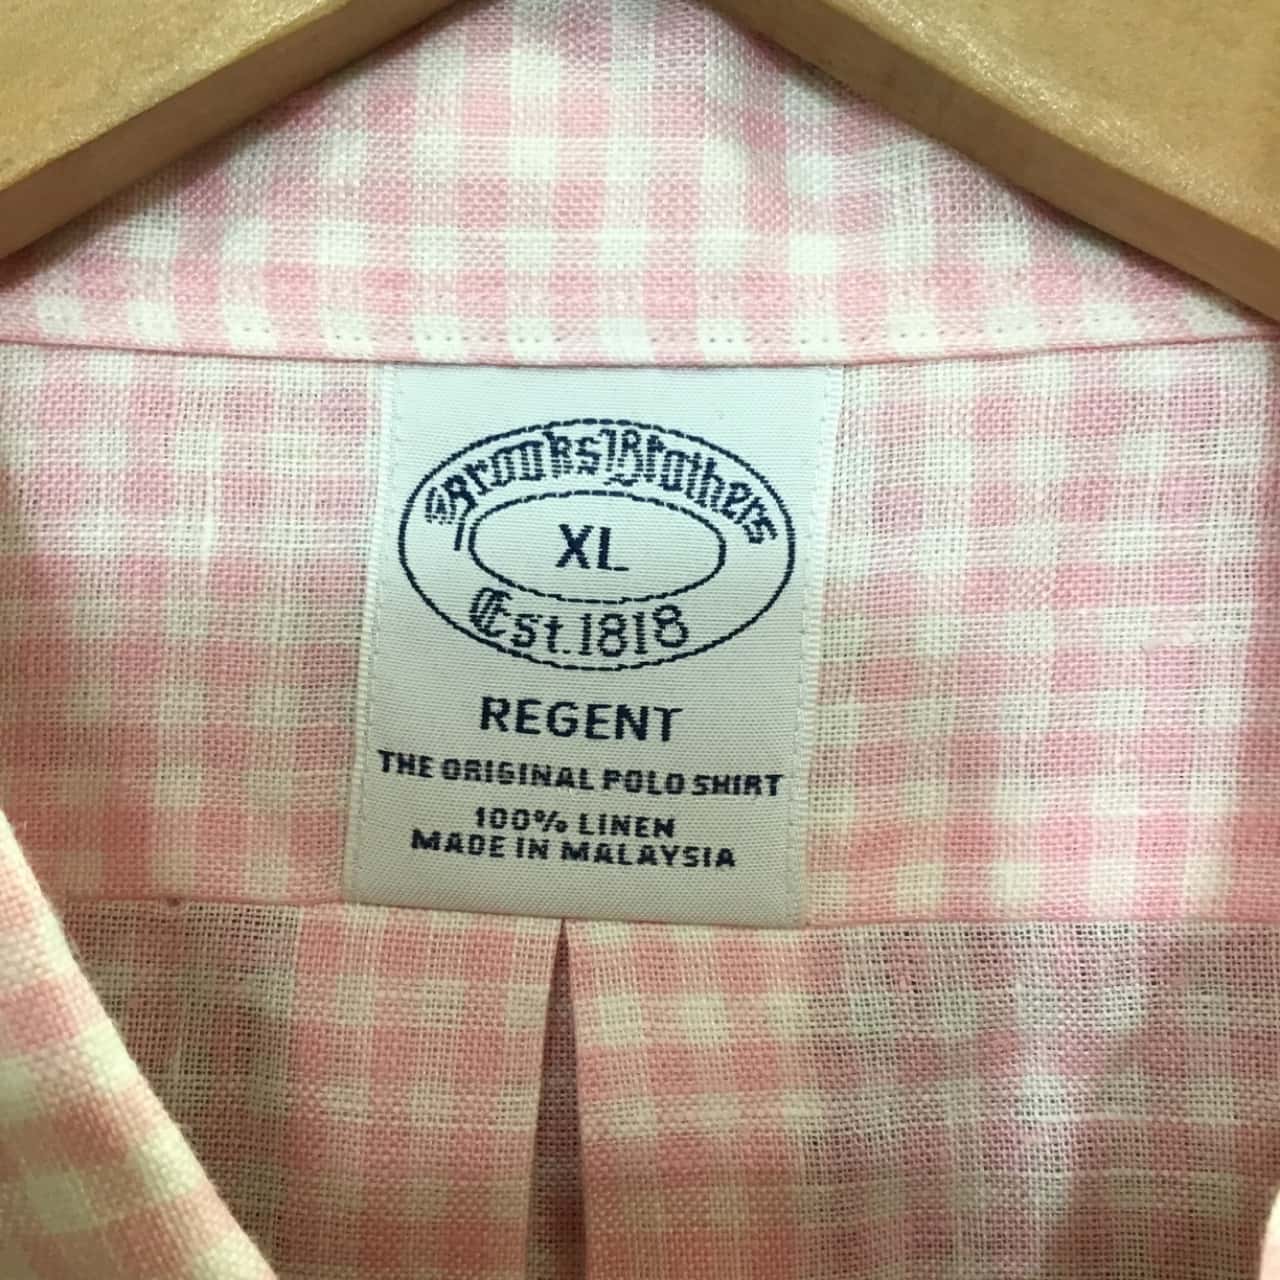 Brooks Brothers
XL
Est. 1818
REGENT
THE ORIGINAL POLO SHIRT
100% LINEN
MADE IN MALAYSIA